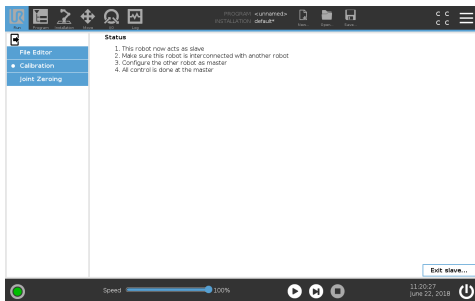 UR
Run
Program
Installation
Move
I/O
Log
PROGRAM <unnamed>
INSTALLATION default*
New...
Open...
Save...
C C
C C
File Editor
Calibration
Joint Zeroing
Status
1. This robot now acts as slave
2. Make sure this robot is interconnected with another robot
3. Configure the other robot as master
4. All control is done at the master
Exit slave...
Speed
100%
11:20:27
June 22, 2018